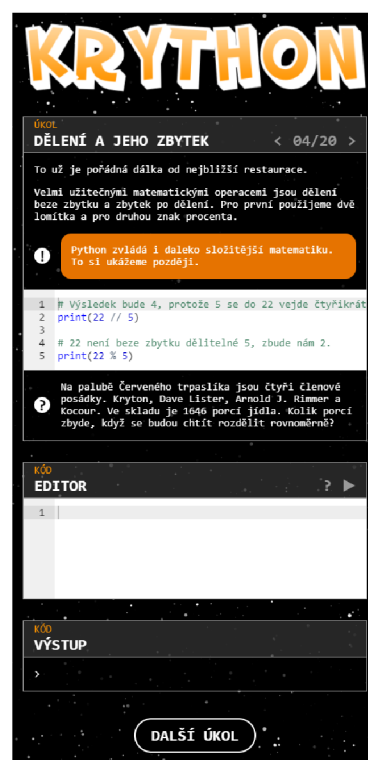 KRYTHON
ÚKOL
DĚLENÍ A JEHO ZBYTEK < 04/20 >
To už je pořádná dálka od nejbližší restaurace.
Velmi užitečnými matematickými operacemi jsou dělení
beze zbytku a zbytek po dělení. Pro první použijeme dvě
lomítka a pro druhou znak procenta.
! Python zvládá i daleko složitější matematiku.
To si ukážeme později.
1 # Výsledek bude 4, protože 5 se do 22 vejde čtyřikrát
2 print(22 // 5)
3
4 # 22 není beze zbytku dělitelné 5, zbude nám 2.
5 print(22 % 5)
Na palubě Červeného trpaslíka jsou čtyři členové
? posádky. Kryton, Dave Lister, Arnold J. Rimmer a
Kocour. Ve skladu je 1646 porcí jídla. Kolik porcí
zbyde, když se budou chtít rozdělit rovnoměrně?
KÓD
EDITOR ?
1
KÓD
VÝSTUP
›
DALŠÍ ÚKOL